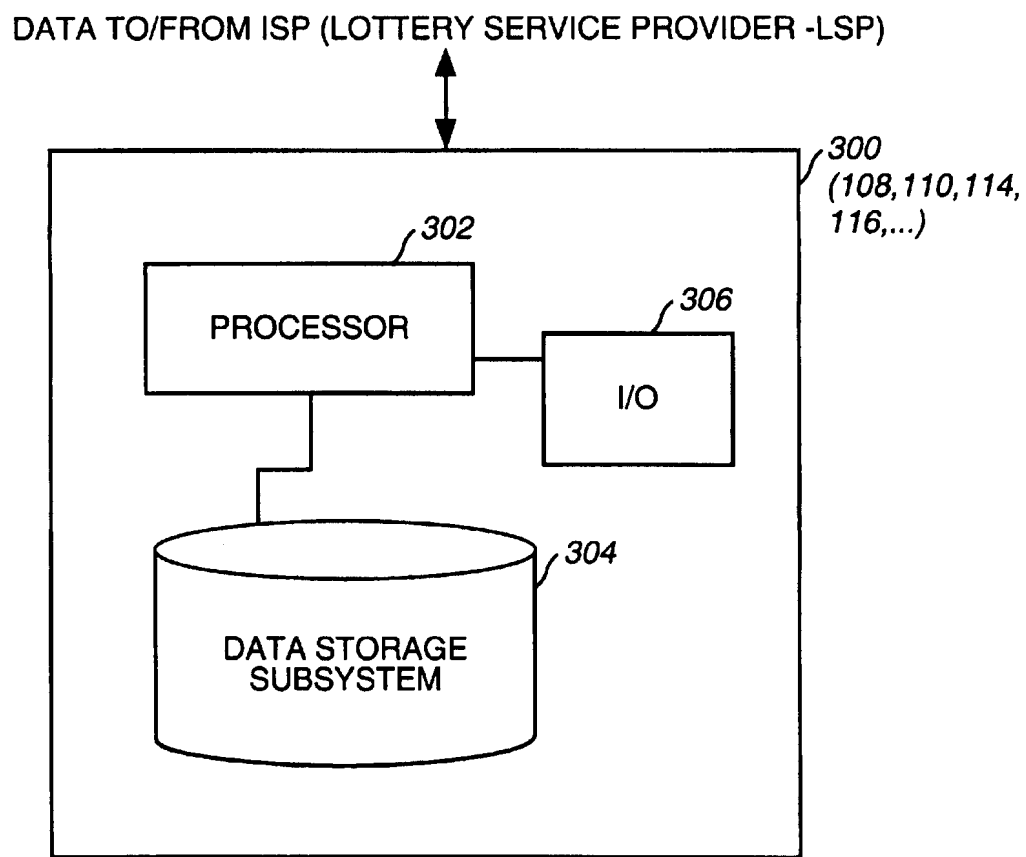 DATA TO/FROM ISP (LOTTERY SERVICE PROVIDER -LSP)
300
(108,110,114,
116,...)
302
PROCESSOR
306
I/O
304
DATA STORAGE
SUBSYSTEM